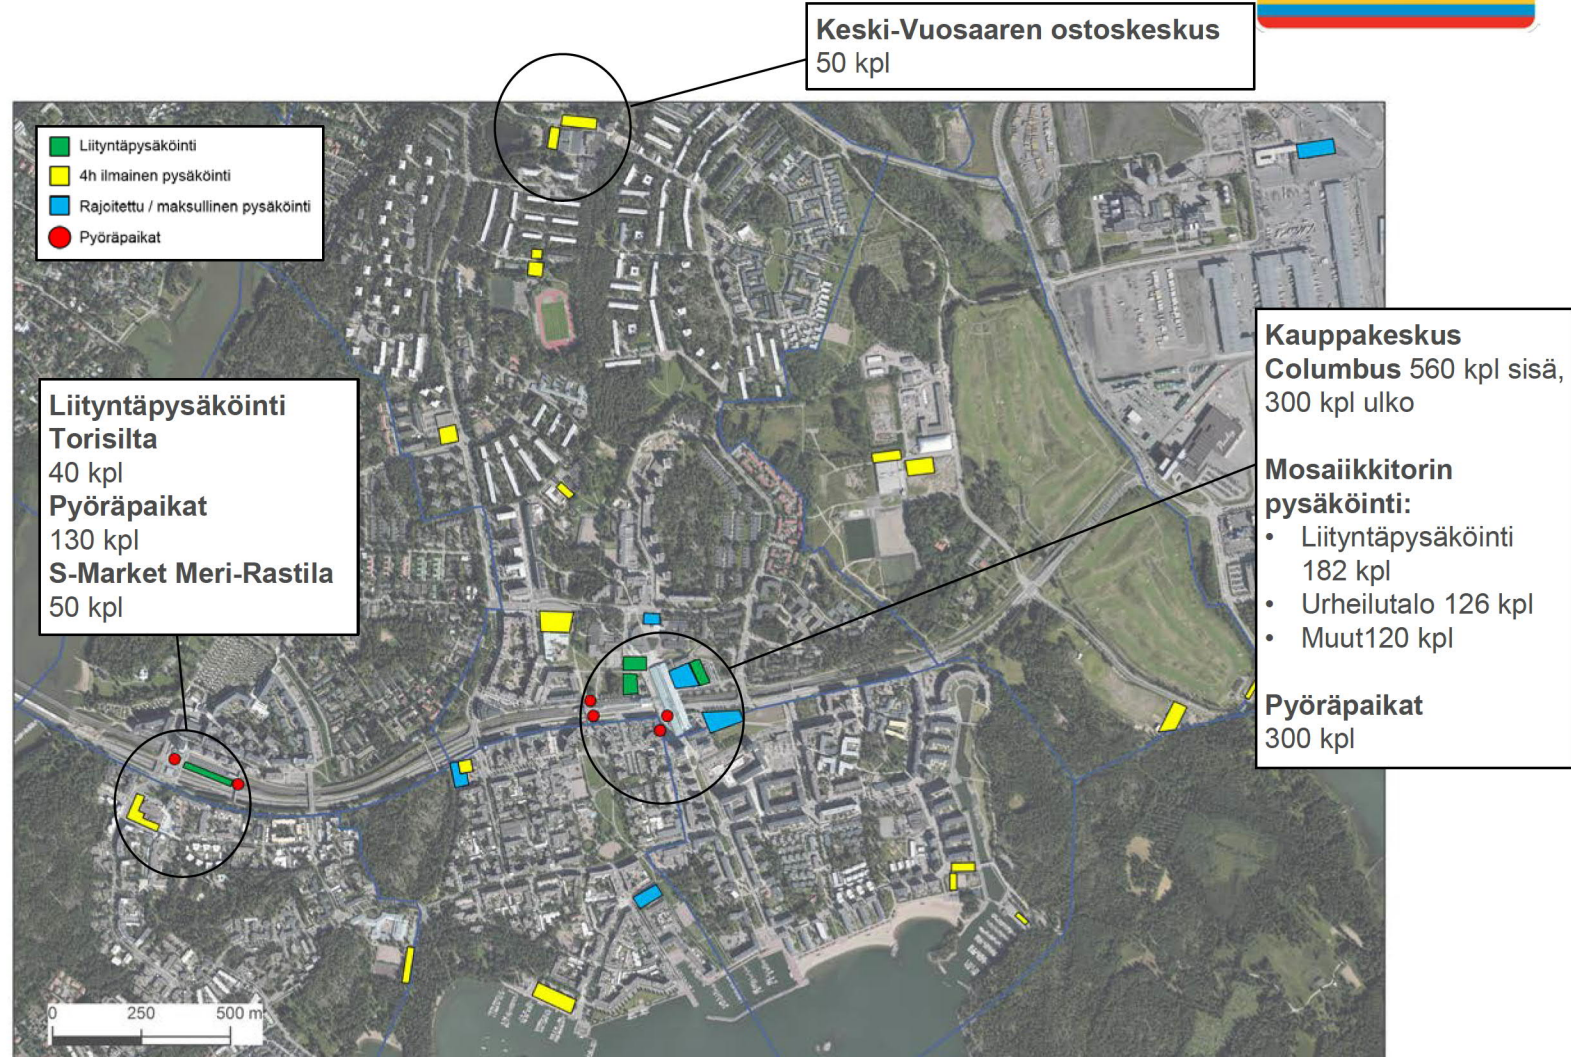 Keski-Vuosaaren ostoskeskus
50 kpl
Liityntäpysäköinti
4h ilmainen pysäköinti
Rajoitettu / maksullinen pysäköinti
Pyöräpaikat
Liityntäpysäköinti
Torisilta
40 kpl
Pyöräpaikat
130 kpl
S-Market Meri-Rastila
50 kpl
Kauppakeskus
Columbus 560 kpl sisä,
300 kpl ulko
Mosaiikkitorin
pysäköinti:
• Liityntäpysäköinti
182 kpl
• Urheilutalo 126 kpl
• Muut120 kpl
Pyöräpaikat
300 kpl
0 250 500 m